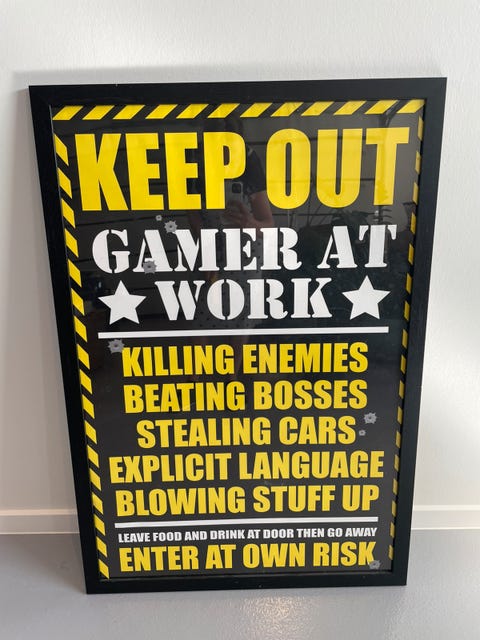 KEEP OUT
GAMER AT
WORK
KILLING ENEMIES
BEATING BOSSES
STEALING CARS
EXPLICIT LANGUAGE
BLOWING STUFF UP
LEAVE FOOD AND DRINK AT DOOR THEN GO AWAY
ENTER AT OWN RISK